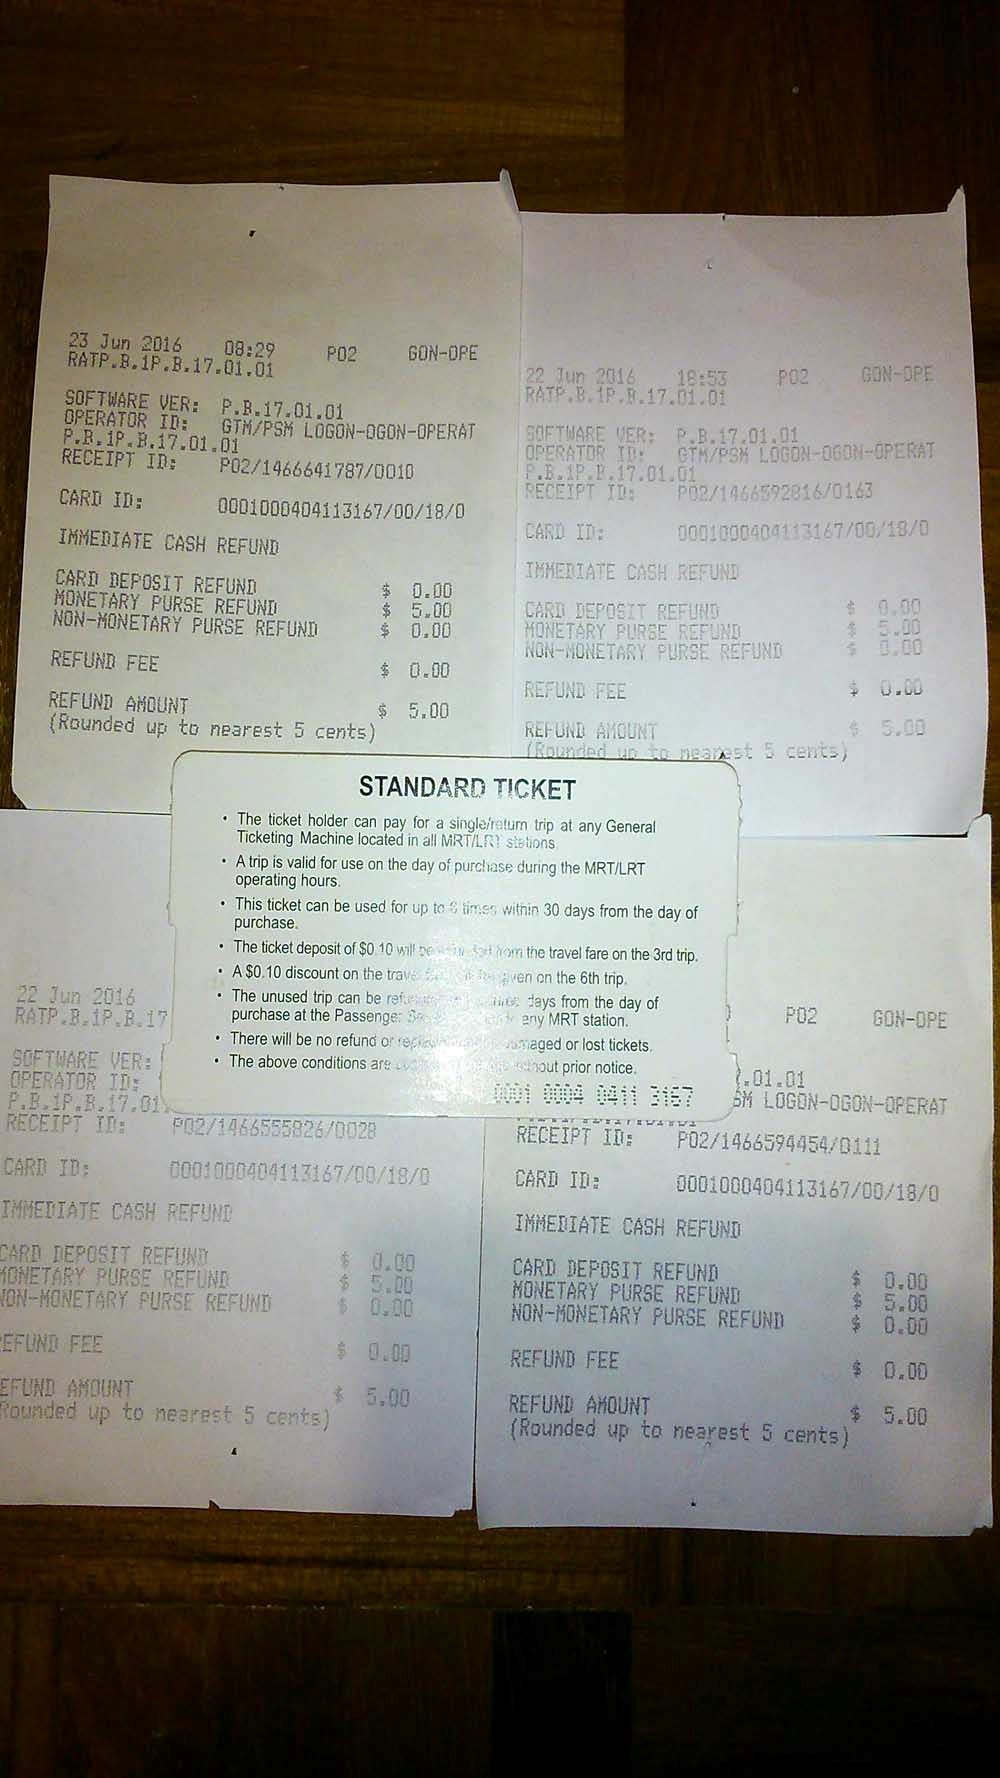 23 Jun 2016 08:29 P02 GON-OPE
RATP.B.1P.B.17.01.01
SOFTWARE VER: P.B.17.01.01
OPERATOR ID: GTM/PSM LOGON-OGON-OPERAT
P.B.1P.B.17.01.01
RECEIPT ID: P02/1466641787/0010
CARD ID: 0001000404113167/00/18/0
IMMEDIATE CASH REFUND
CARD DEPOSIT REFUND $ 0.00
MONETARY PURSE REFUND $ 5.00
NON-MONETARY PURSE REFUND $ 0.00
REFUND FEE $ 0.00
REFUND AMOUNT $ 5.00
(Rounded up to nearest 5 cents)
22 Jun 2016 18:53 P02 GON-OPE
RATP.B.1P.B.17.01.01
SOFTWARE VER: P.B.17.01.01
OPERATOR ID: GTM/PSM LOGON-OGON-OPERAT
P.B.1P.B.17.01.01
RECEIPT ID: P02/1466592816/0163
CARD ID: 0001000404113167/00/18/0
IMMEDIATE CASH REFUND
CARD DEPOSIT REFUND $ 0.00
MONETARY PURSE REFUND $ 5.00
NON-MONETARY PURSE REFUND $ 0.00
REFUND FEE $ 0.00
REFUND AMOUNT $ 5.00
(Rounded up to nearest 5 cents)
STANDARD TICKET
• The ticket holder can pay for a single/return trip at any General
Ticketing Machine located in all MRT/LRT stations.
• A trip is valid for use on the day of purchase during the MRT/LRT
operating hours.
• This ticket can be used for up to 6 times within 30 days from the day of
purchase.
• The ticket deposit of $0.10 will be from the travel fare on the 3rd trip.
• A $0.10 discount on the travel given on the 6th trip.
• The unused trip can be days from the day of
purchase at the Passenger any MRT station.
• There will be no refund or damaged or lost tickets.
• The above conditions are without prior notice.
0001 0004 0411 3167
22 Jun 2016
RATP.B.1P.B.17
SOFTWARE VER:
OPERATOR ID:
P.B.1P.B.17.01.
RECEIPT ID: P02/1466555826/0028
CARD ID: 0001000404113167/00/18/0
IMMEDIATE CASH REFUND
CARD DEPOSIT REFUND $ 0.00
MONETARY PURSE REFUND $ 5.00
NON-MONETARY PURSE REFUND $ 0.00
EFUND FEE $ 0.00
EFUND AMOUNT $ 5.00
Rounded up to nearest 5 cents)
P02 GON-OPE
.01.01
SM LOGON-OGON-OPERAT
RECEIPT ID: P02/1466594454/0111
CARD ID: 0001000404113167/00/18/0
IMMEDIATE CASH REFUND
CARD DEPOSIT REFUND $ 0.00
MONETARY PURSE REFUND $ 5.00
NON-MONETARY PURSE REFUND $ 0.00
REFUND FEE $ 0.00
REFUND AMOUNT $ 5.00
(Rounded up to nearest 5 cents)